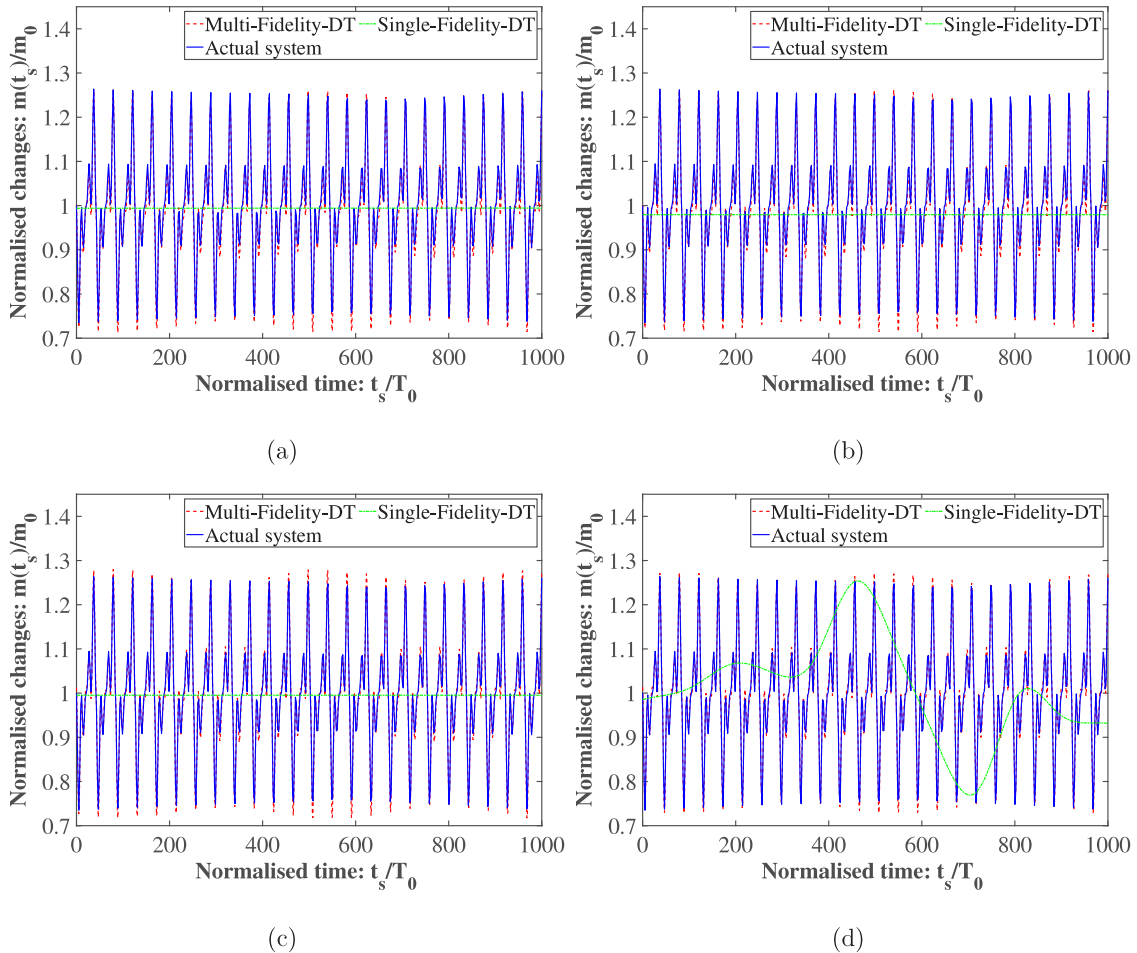 Multi-Fidelity-DT Single-Fidelity-DT
Actual system
1.4
1.3
1.2
1.1
1
0.9
0.8
0.7
0 200 400 600 800 1000
Normalised changes: m(t_s)/m_0
Normalised time: t_s/T_0
(a)
Multi-Fidelity-DT Single-Fidelity-DT
Actual system
1.4
1.3
1.2
1.1
1
0.9
0.8
0.7
0 200 400 600 800 1000
Normalised changes: m(t_s)/m_0
Normalised time: t_s/T_0
(b)
Multi-Fidelity-DT Single-Fidelity-DT
Actual system
1.4
1.3
1.2
1.1
1
0.9
0.8
0.7
0 200 400 600 800 1000
Normalised changes: m(t_s)/m_0
Normalised time: t_s/T_0
(c)
Multi-Fidelity-DT Single-Fidelity-DT
Actual system
1.4
1.3
1.2
1.1
1
0.9
0.8
0.7
0 200 400 600 800 1000
Normalised changes: m(t_s)/m_0
Normalised time: t_s/T_0
(d)